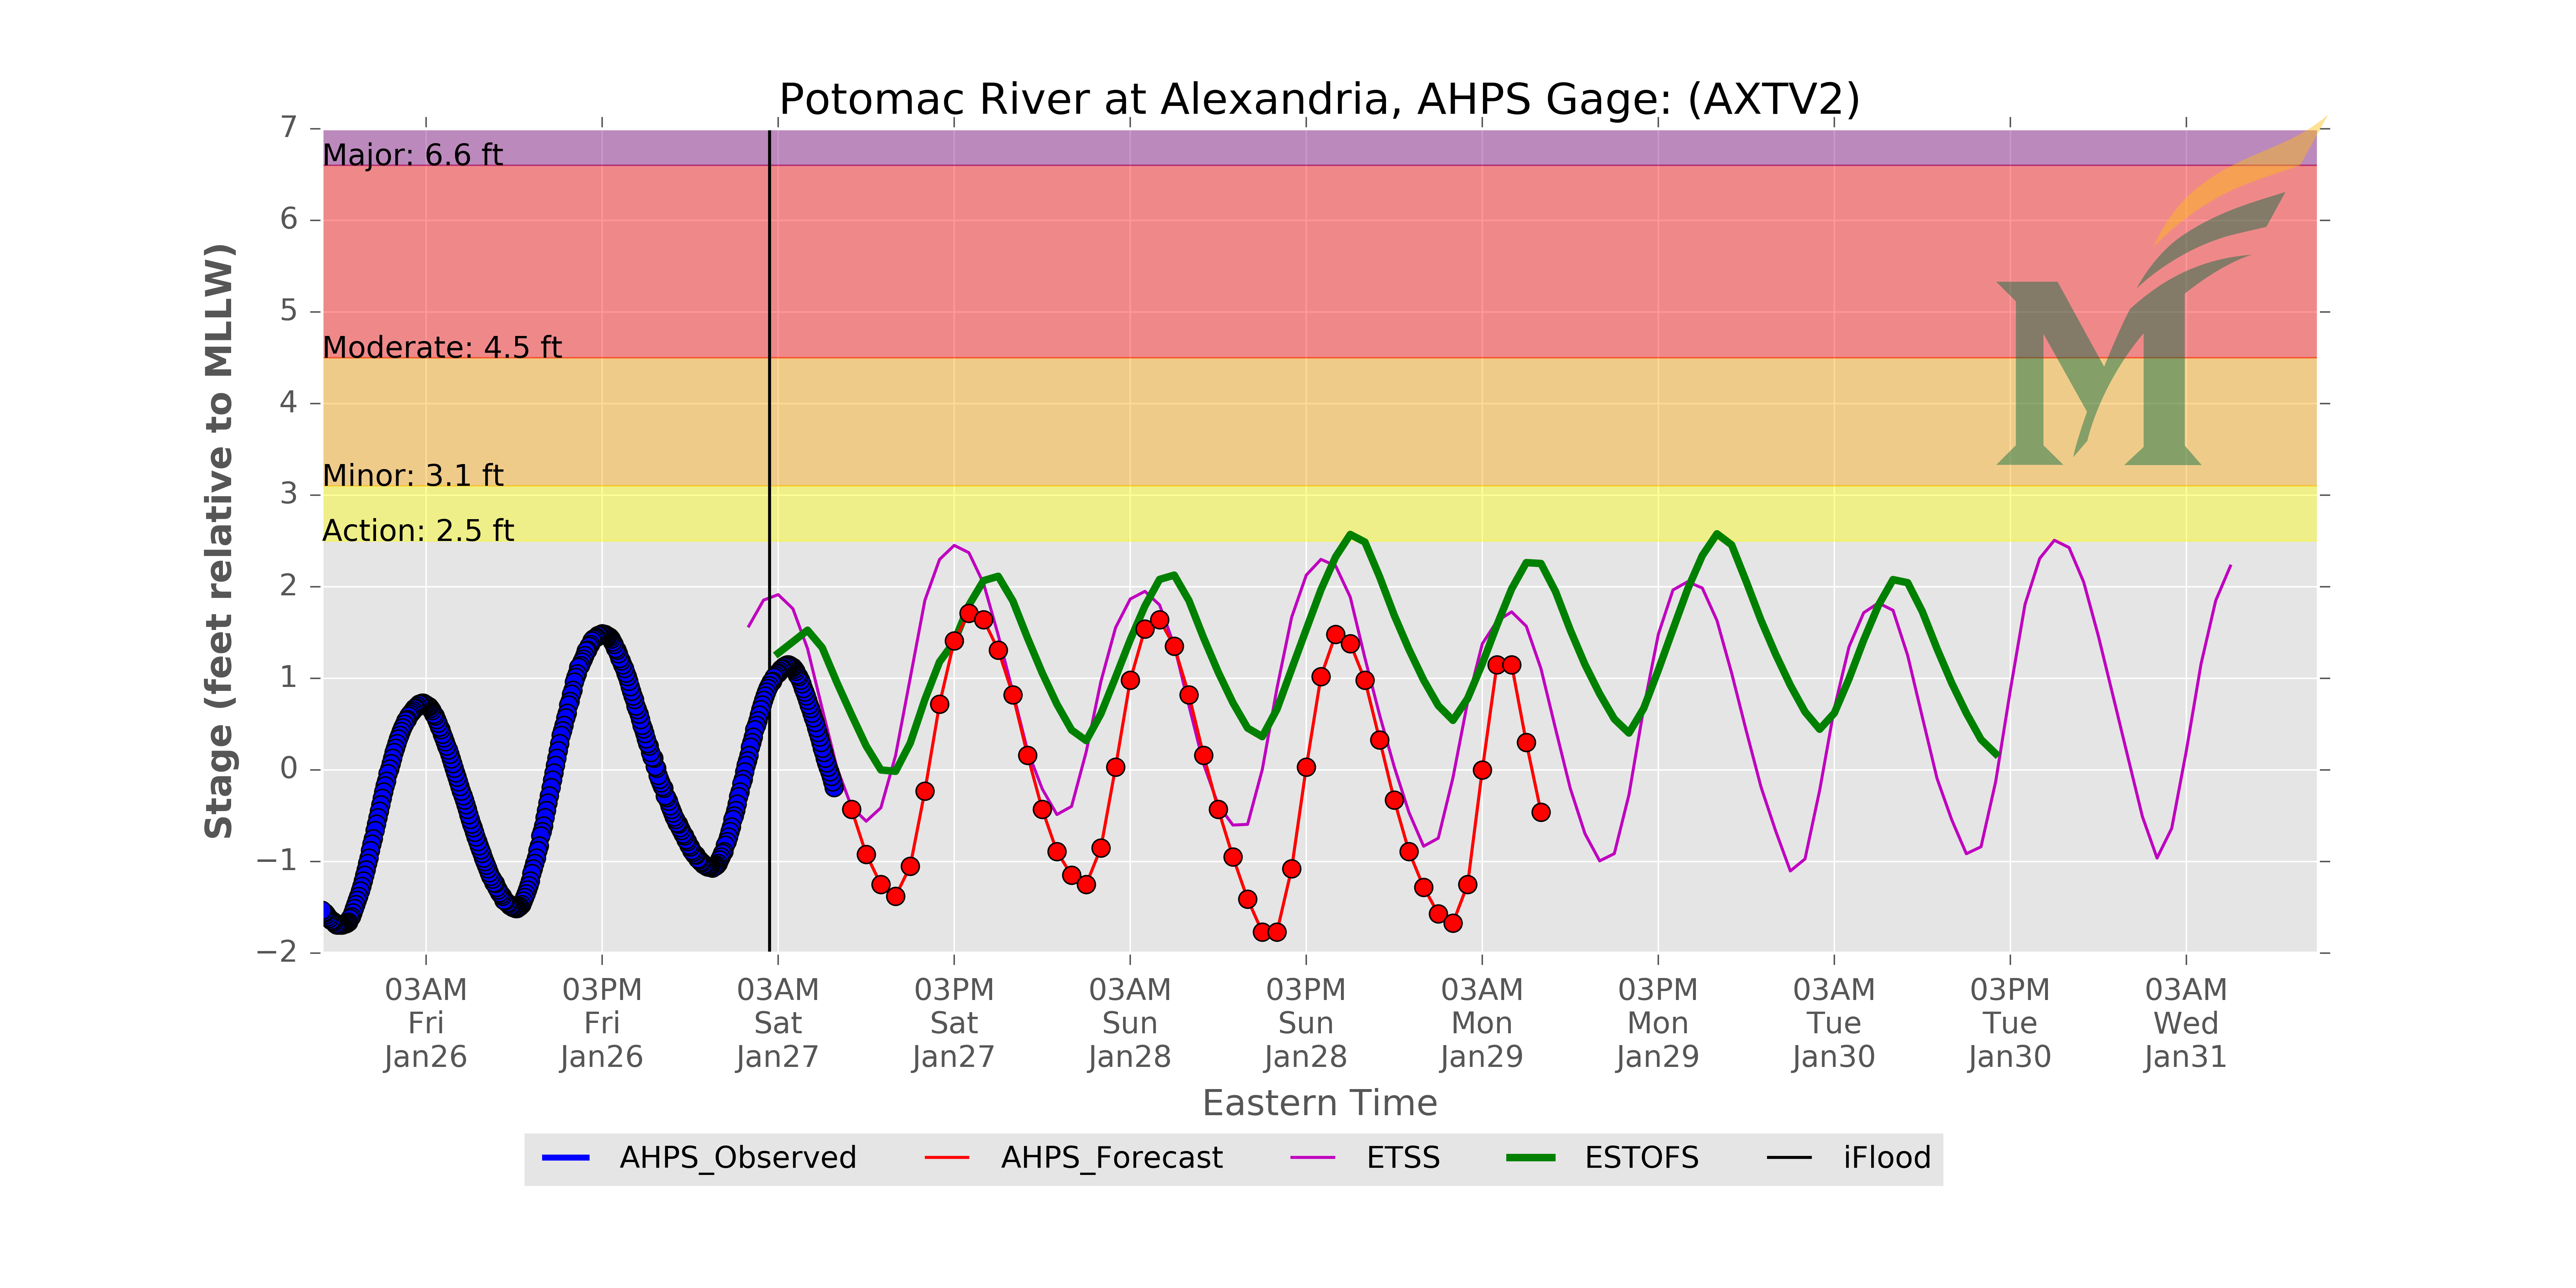 Potomac River at Alexandria, AHPS Gage: (AXTV2)
7
Major: 6.6 ft
6
5
Moderate: 4.5 ft
4
Minor: 3.1 ft
3
Action: 2.5 ft
2
1
0
−1
−2
Stage (feet relative to MLLW)
03AM 03PM 03AM 03PM 03AM 03PM 03AM 03PM 03AM 03PM 03AM
Fri Fri Sat Sat Sun Sun Mon Mon Tue Tue Wed
Jan26 Jan26 Jan27 Jan27 Jan28 Jan28 Jan29 Jan29 Jan30 Jan30 Jan31
Eastern Time
AHPS_Observed AHPS_Forecast ETSS ESTOFS iFlood